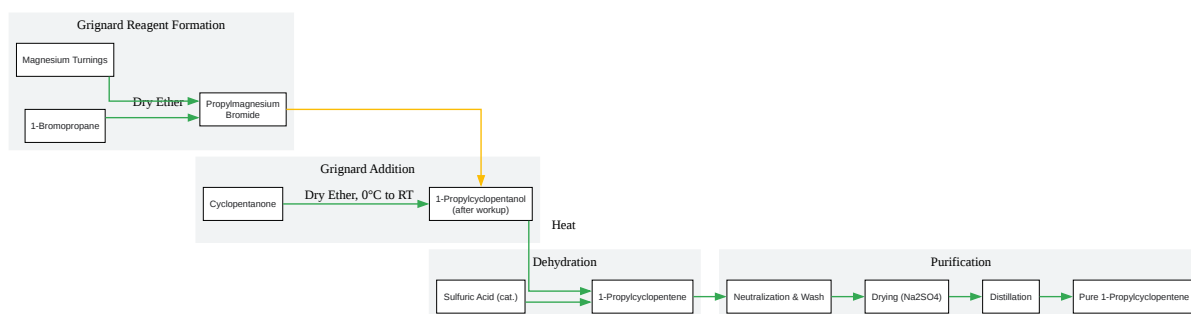 Grignard Reagent Formation
Magnesium Turnings
Dry Ether
1-Bromopropane
Propylmagnesium
Bromide
Grignard Addition
Cyclopentanone
Dry Ether, 0°C to RT
1-Propylcyclopentanol
(after workup)
Heat
Dehydration
Sulfuric Acid (cat.)
1-Propylcyclopentene
Purification
Neutralization & Wash
Drying (Na2SO4)
Distillation
Pure 1-Propylcyclopentene